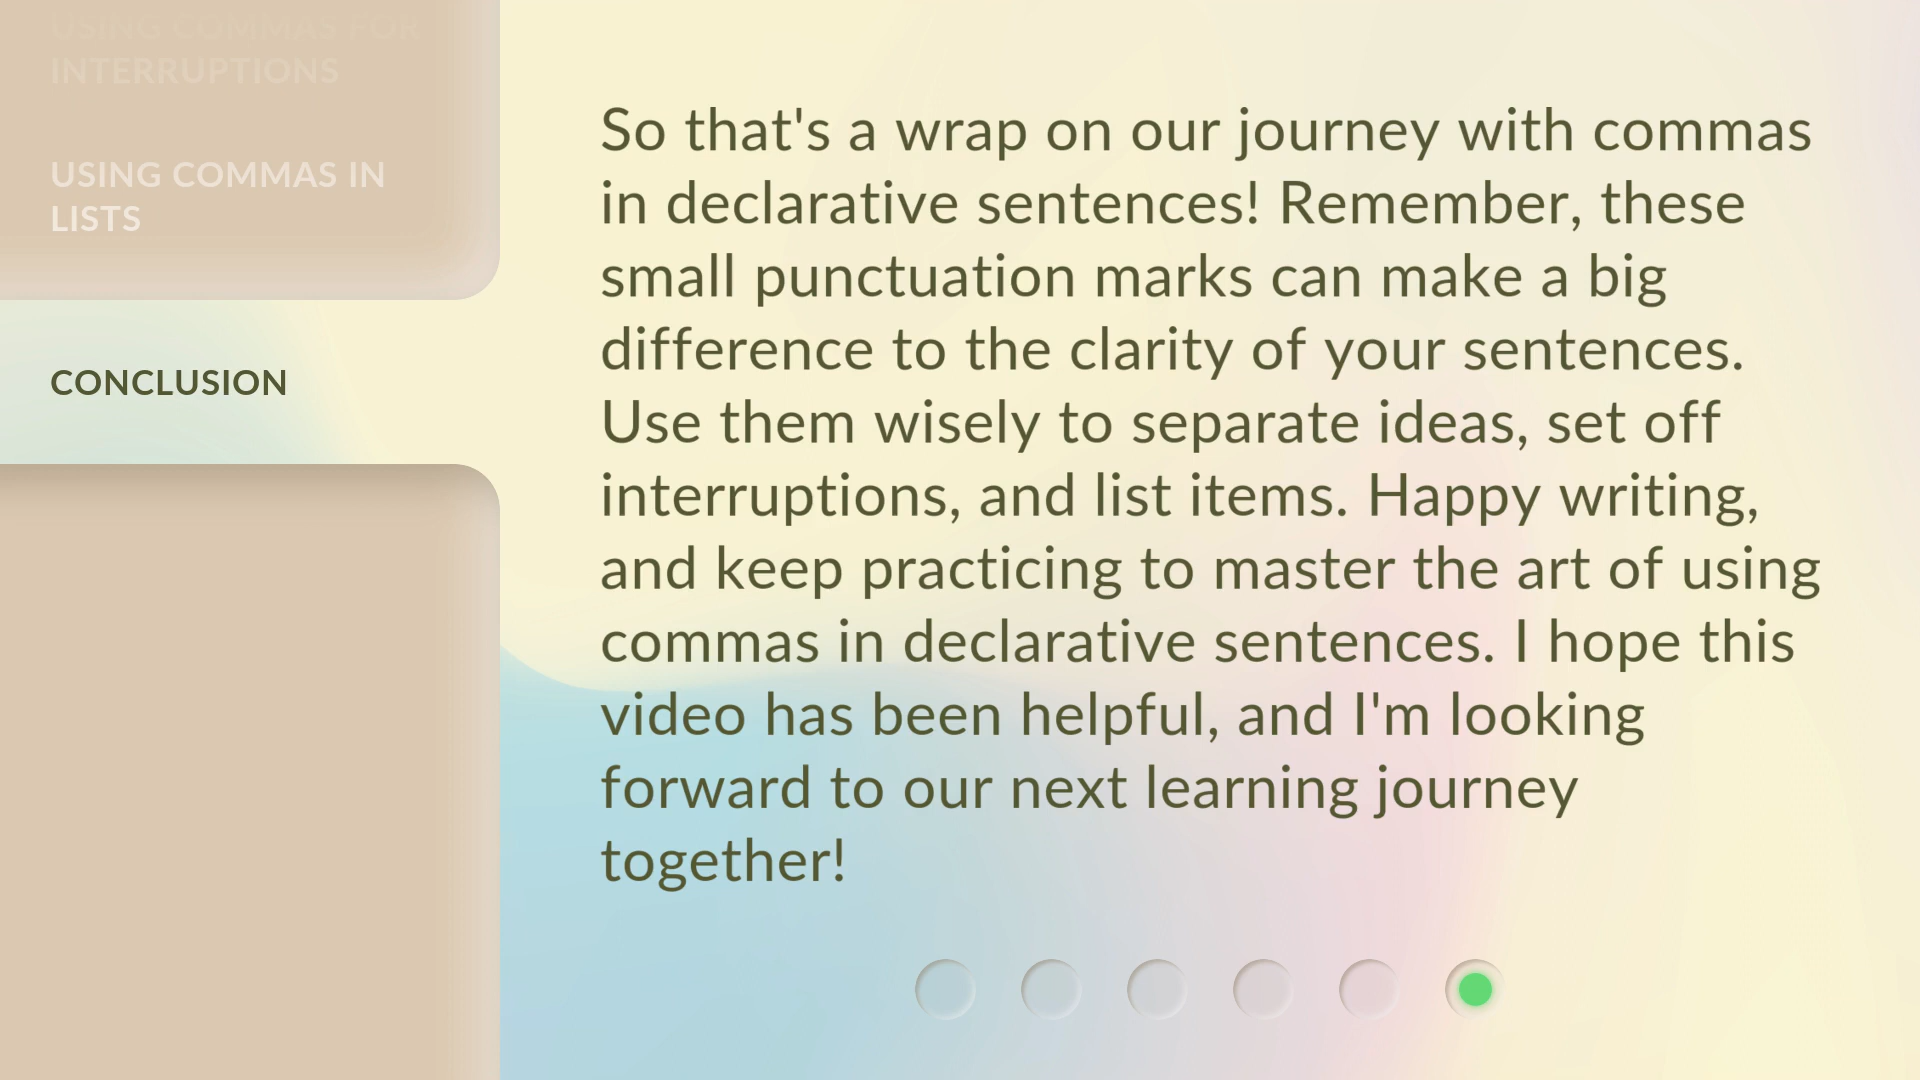 USING COMMAS FOR
INTERRUPTIONS
USING COMMAS IN
LISTS
CONCLUSION
So that's a wrap on our journey with commas
in declarative sentences! Remember, these
small punctuation marks can make a big
difference to the clarity of your sentences.
Use them wisely to separate ideas, set off
interruptions, and list items. Happy writing,
and keep practicing to master the art of using
commas in declarative sentences. I hope this
video has been helpful, and I'm looking
forward to our next learning journey
together!